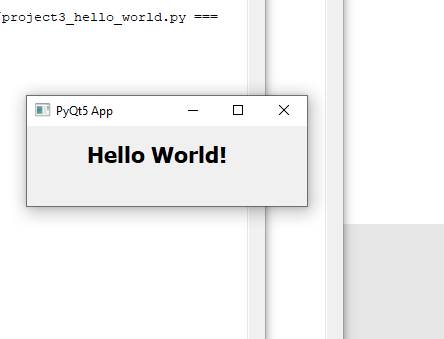 /project3_hello_world.py ===
PyQt5 App
Hello World!